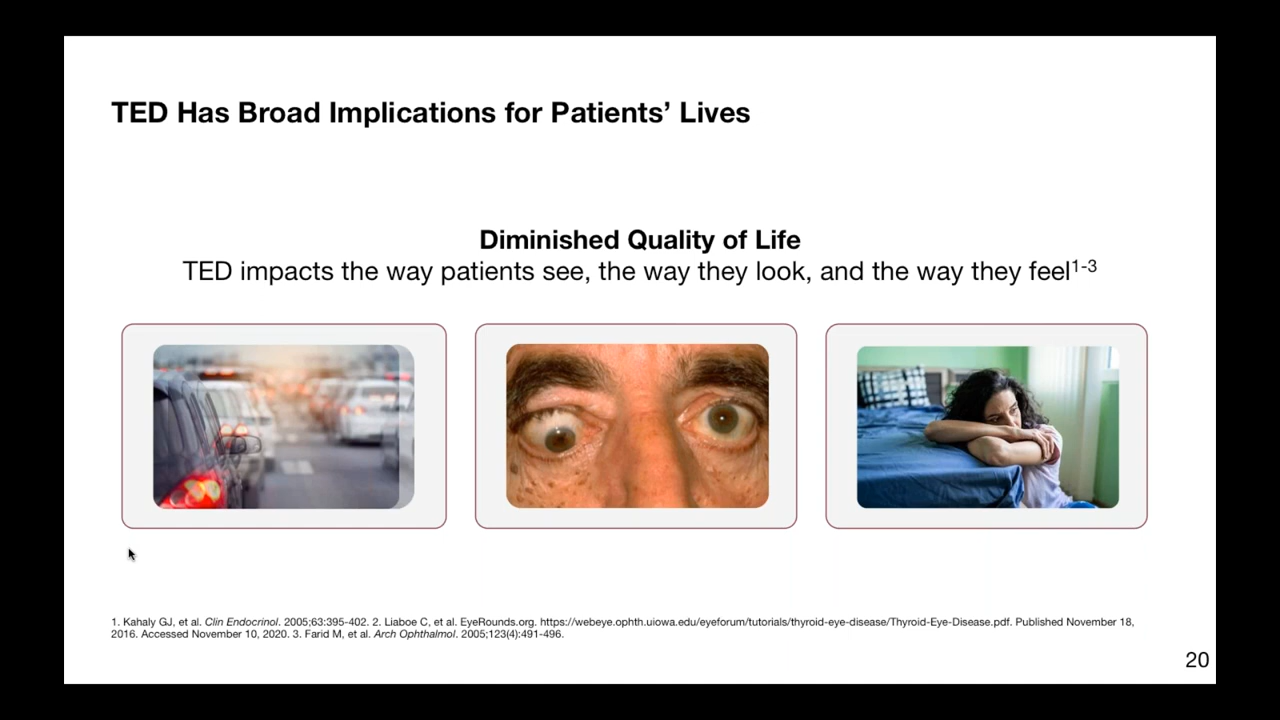 TED Has Broad Implications for Patients’ Lives
Diminished Quality of Life
TED impacts the way patients see, the way they look, and the way they feel1-3
1. Kahaly GJ, et al. Clin Endocrinol. 2005;63:395-402. 2. Liaboe C, et al. EyeRounds.org. https://webeye.ophth.uiowa.edu/eyeforum/tutorials/thyroid-eye-disease/Thyroid-Eye-Disease.pdf. Published November 18,
2016. Accessed November 10, 2020. 3. Farid M, et al. Arch Ophthalmol. 2005;123(4):491-496.
20